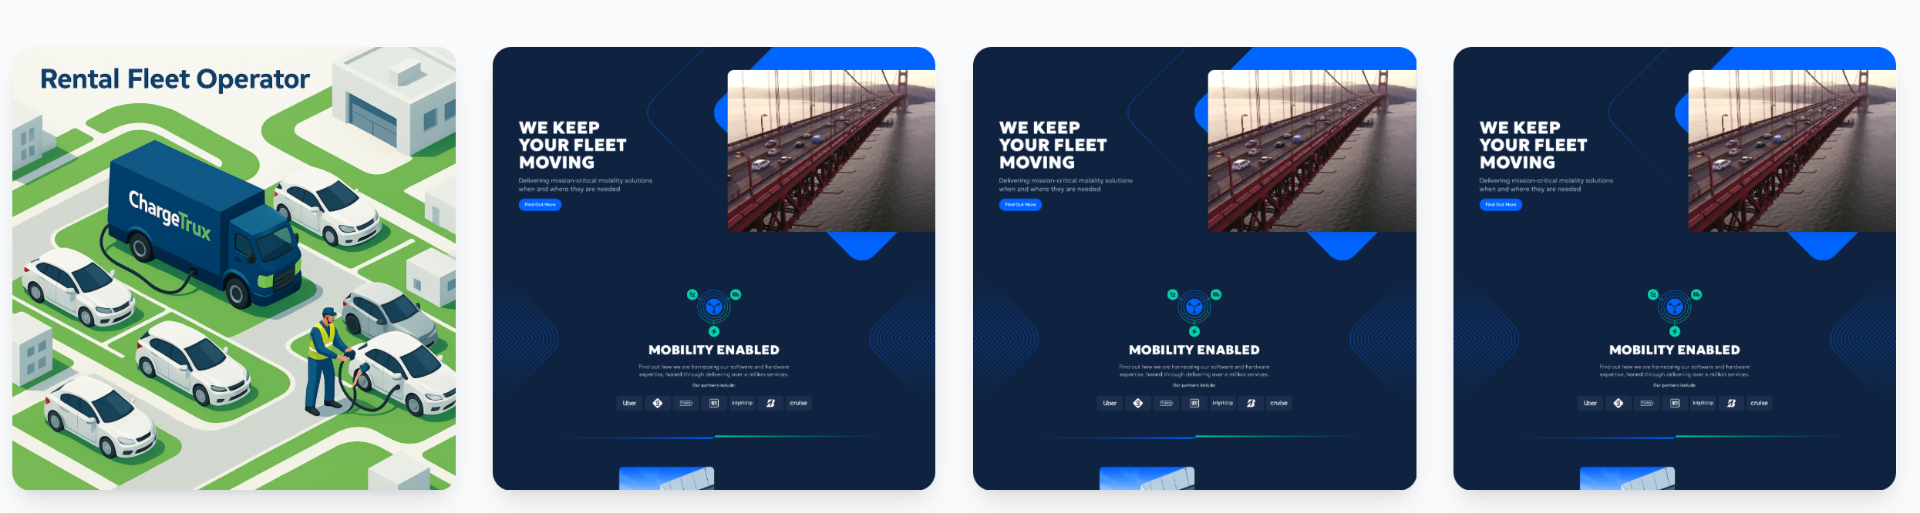 Rental Fleet Operator
ChargeTrux
WE KEEP
YOUR FLEET
MOVING
Delivering mission-critical mobility solutions
when and where they are needed
Find Out More
MOBILITY ENABLED
Find out how we are harnessing our software and hardware
expertise, honed through delivering over a million services.
Our partners include:
Uber
brightdrop
cruise
WE KEEP
YOUR FLEET
MOVING
Delivering mission-critical mobility solutions
when and where they are needed
Find Out More
MOBILITY ENABLED
Find out how we are harnessing our software and hardware
expertise, honed through delivering over a million services.
Our partners include:
Uber
brightdrop
cruise
WE KEEP
YOUR FLEET
MOVING
Delivering mission-critical mobility solutions
when and where they are needed
Find Out More
MOBILITY ENABLED
Find out how we are harnessing our software and hardware
expertise, honed through delivering over a million services.
Our partners include:
Uber
brightdrop
cruise